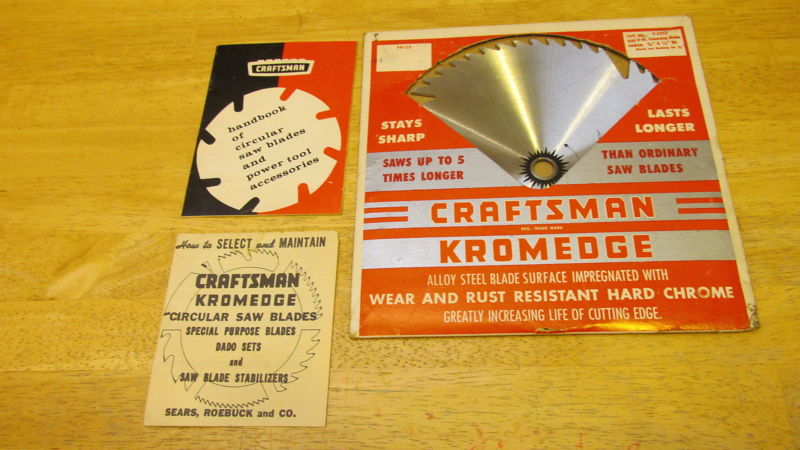 CRAFTSMAN
handbook
of
circular
saw blades
and
power tool
accessories
How to SELECT and MAINTAIN
CRAFTSMAN
KROMEDGE
CIRCULAR SAW BLADES
SPECIAL PURPOSE BLADES
DADO SETS
and
SAW BLADE STABILIZERS
SEARS, ROEBUCK and CO.
PRICE
CAT. NO.
STAYS
SHARP
LASTS
LONGER
SAWS UP TO 5
TIMES LONGER
THAN ORDINARY
SAW BLADES
CRAFTSMAN
REG. TRADE MARK
KROMEDGE
ALLOY STEEL BLADE SURFACE IMPREGNATED WITH
WEAR AND RUST RESISTANT HARD CHROME
GREATLY INCREASING LIFE OF CUTTING EDGE.